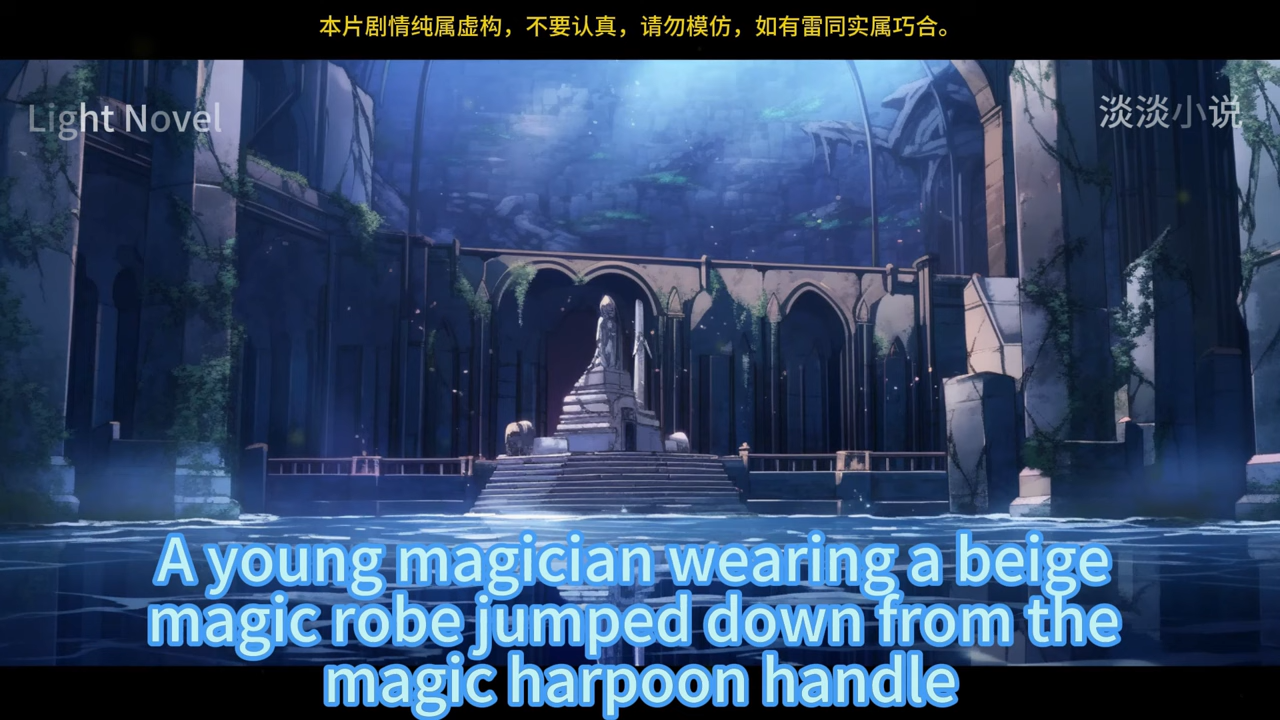 本片剧情纯属虚构，不要认真，请勿模仿，如有雷同实属巧合。
Light Novel
淡淡小说
A young magician wearing a beige
magic robe jumped down from the
magic harpoon handle